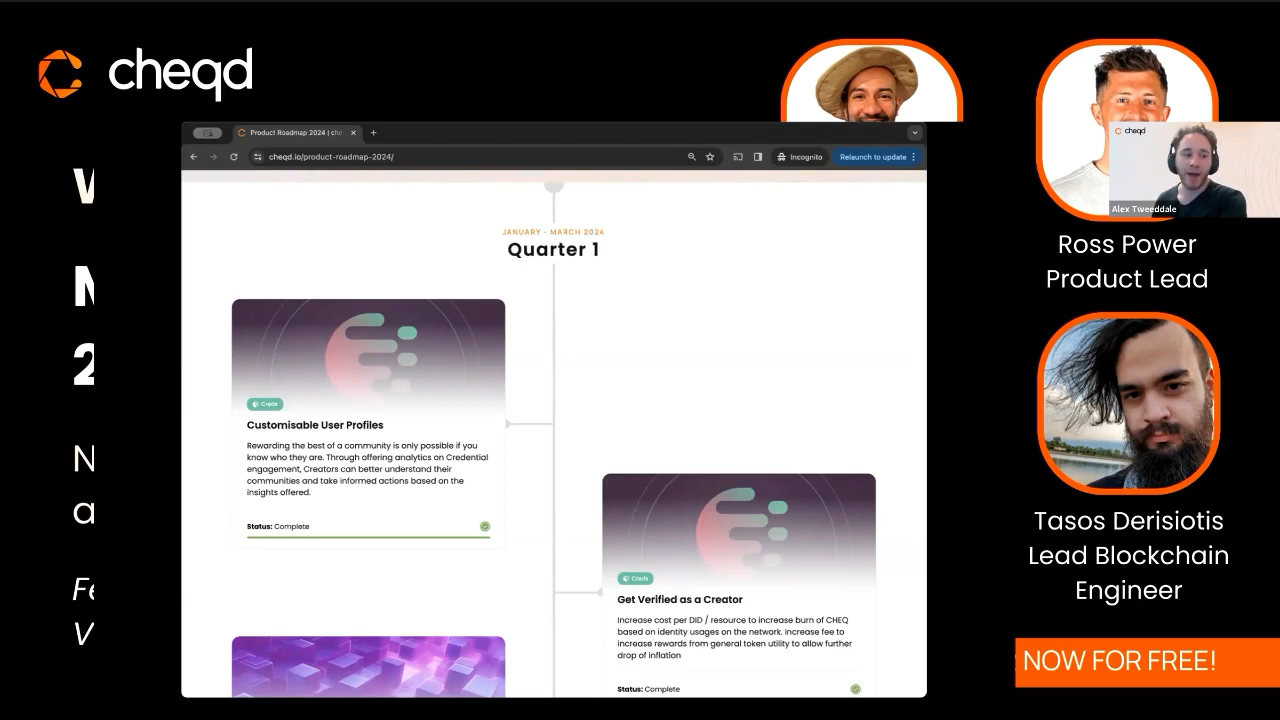 cheqd
Product Roadmap 2024 | che
cheqd.io/product-roadmap-2024/
Incognito
Relaunch to update
JANUARY - MARCH 2024
Quarter 1
Creds
Customisable User Profiles
Rewarding the best of a community is only possible if you
know who they are. Through offering analytics on Credential
engagement, Creators can better understand their
communities and take informed actions based on the
insights offered.
Status: Complete
Creds
Get Verified as a Creator
Increase cost per DID / resource to increase burn of CHEQ
based on identity usages on the network. Increase fee to
increase rewards from general token utility to allow further
drop of inflation
Status: Complete
cheqd
Alex Tweeddale
Ross Power
Product Lead
Tasos Derisiotis
Lead Blockchain
Engineer
NOW FOR FREE!